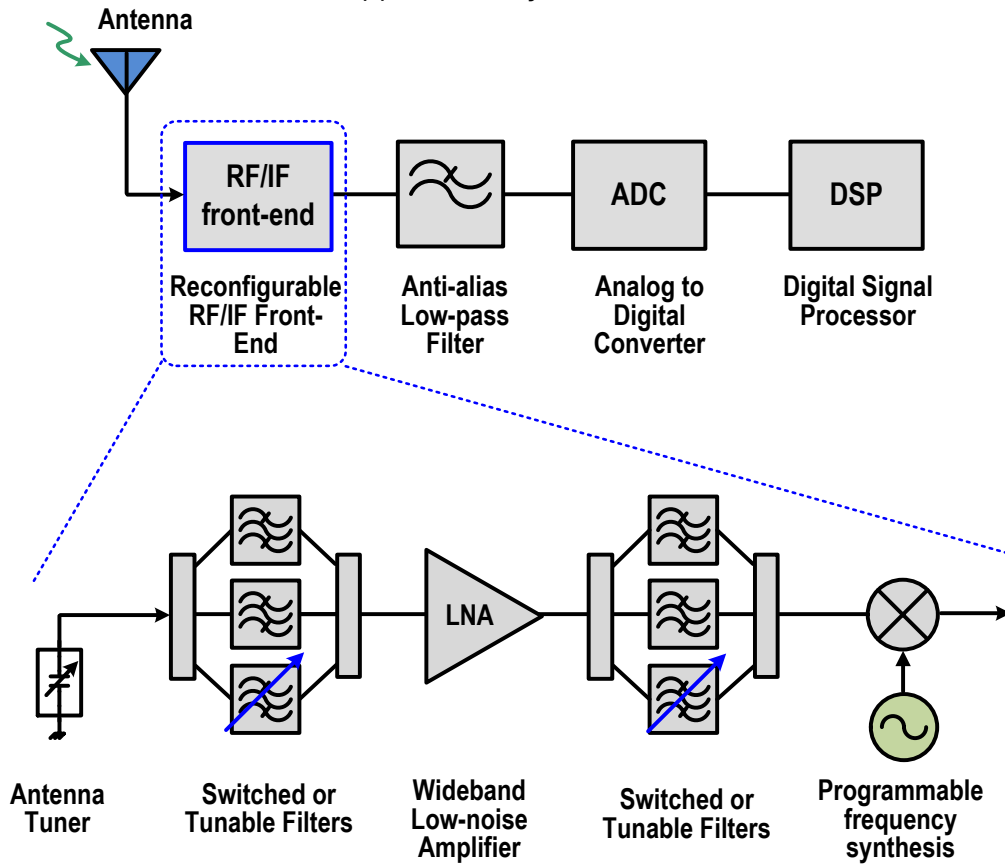 Antenna
RF/IF
front-end
ADC
DSP
Reconfigurable
RF/IF Front-
End
Anti-alias
Low-pass
Filter
Analog to
Digital
Converter
Digital Signal
Processor
LNA
Antenna
Tuner
Switched or
Tunable Filters
Wideband
Low-noise
Amplifier
Switched or
Tunable Filters
Programmable
frequency
synthesis